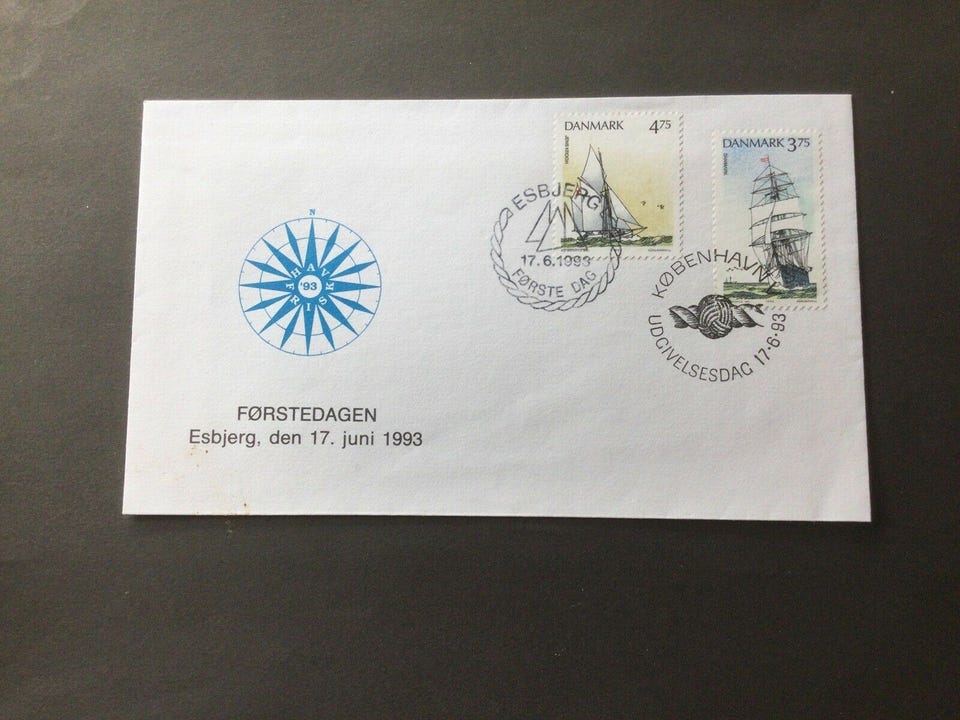 DANMARK 4.75
DANMARK 3.75
ESBJERG
17.6.1993
FØRSTE DAG
KØBENHAVN
UDGIVELSESDAG 17·6·93
N
HAV
'93
FRISK
FØRSTEDAGEN
Esbjerg, den 17. juni 1993